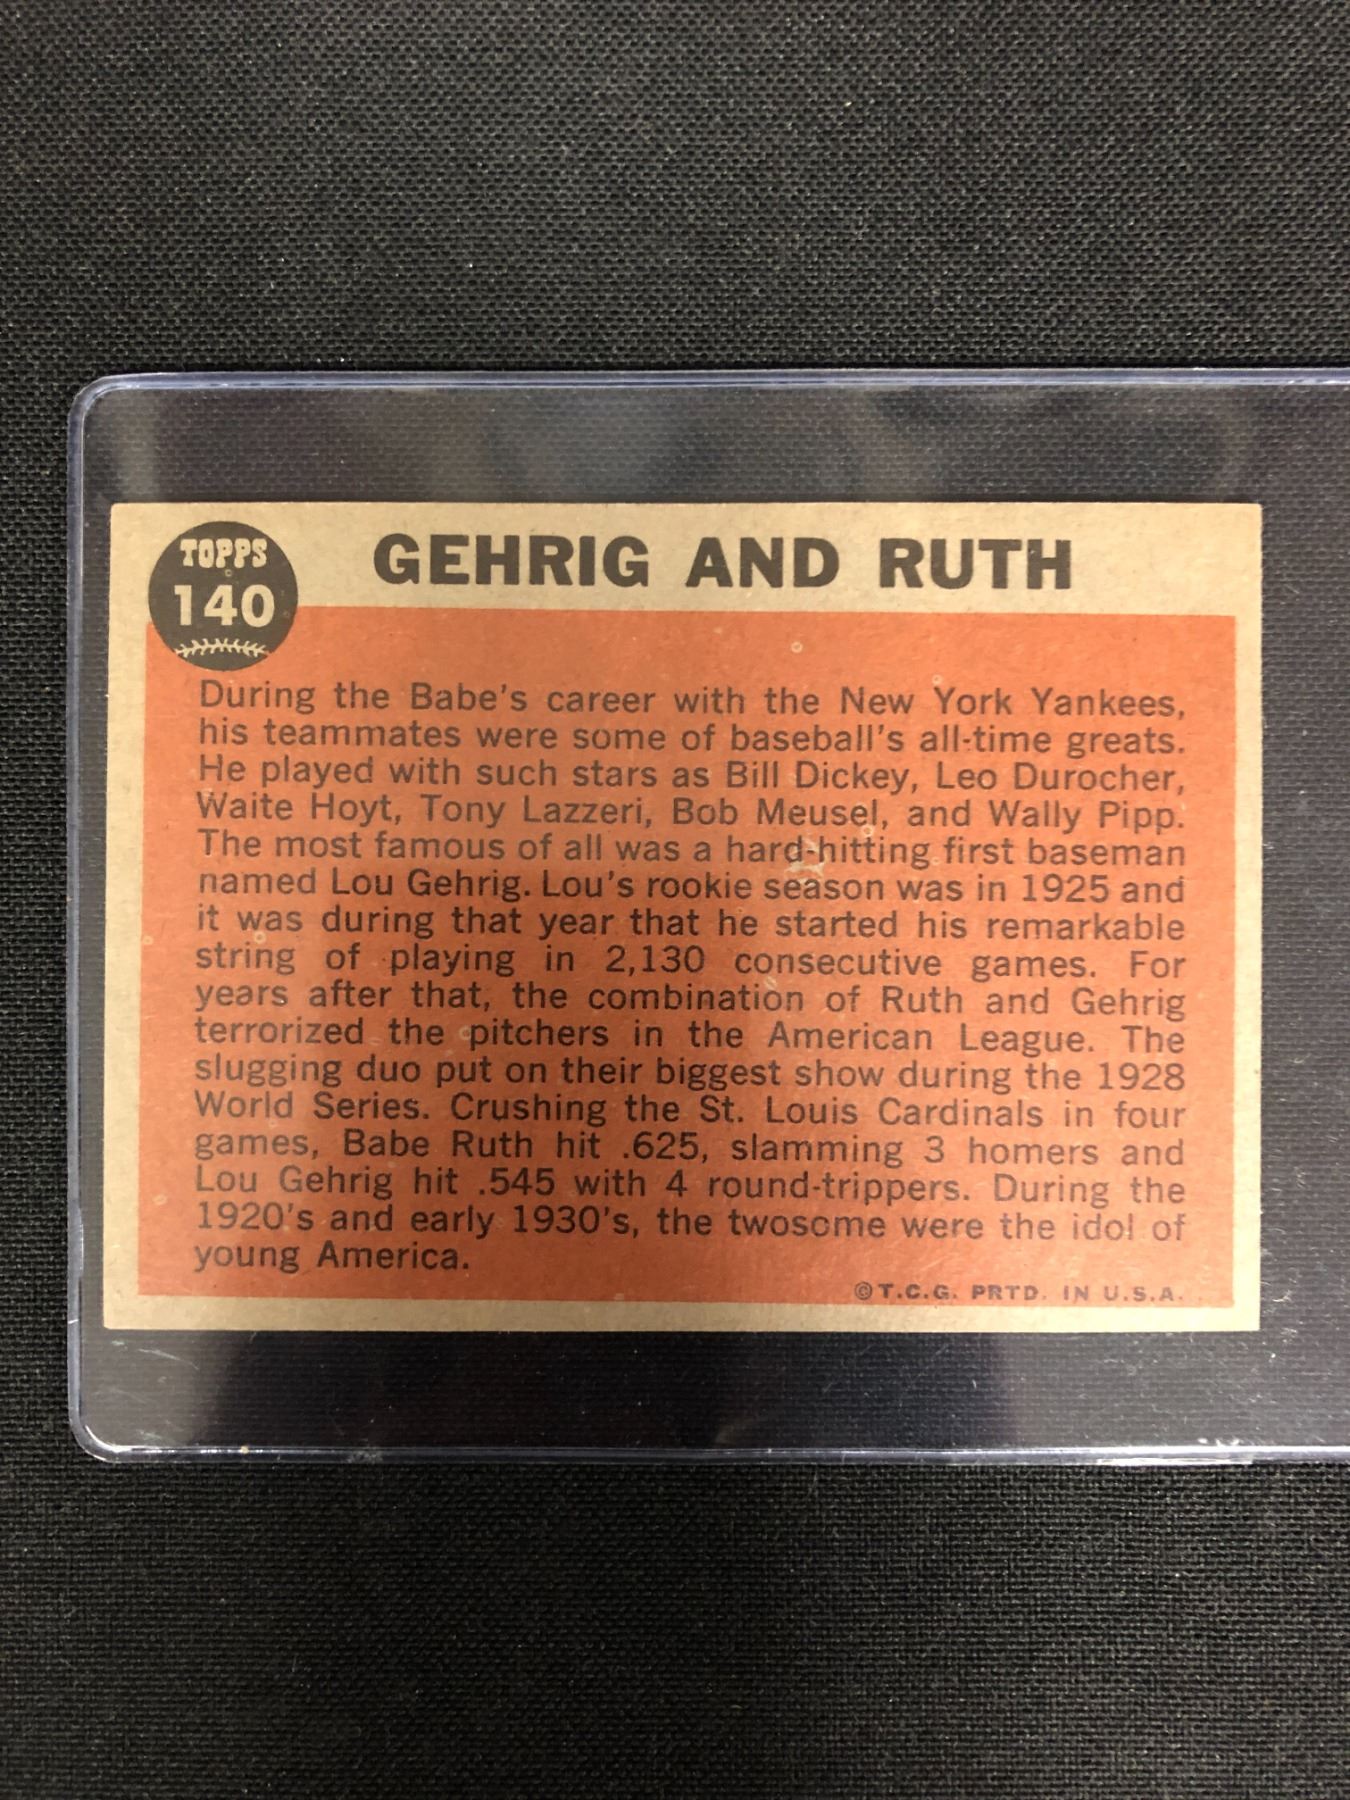 TOPPS
140
GEHRIG AND RUTH
During the Babe's career with the New York Yankees,
his teammates were some of baseball's all-time greats.
He played with such stars as Bill Dickey, Leo Durocher,
Waite Hoyt, Tony Lazzeri, Bob Meusel, and Wally Pipp.
The most famous of all was a hard-hitting first baseman
named Lou Gehrig. Lou's rookie season was in 1925 and
it was during that year that he started his remarkable
string of playing in 2,130 consecutive games. For
years after that, the combination of Ruth and Gehrig
terrorized the pitchers in the American League. The
slugging duo put on their biggest show during the 1928
World Series. Crushing the St. Louis Cardinals in four
games, Babe Ruth hit .625, slamming 3 homers and
Lou Gehrig hit .545 with 4 round-trippers. During the
1920's and early 1930's, the twosome were the idol of
young America.
©T.C.G. PRTD. IN U.S.A.